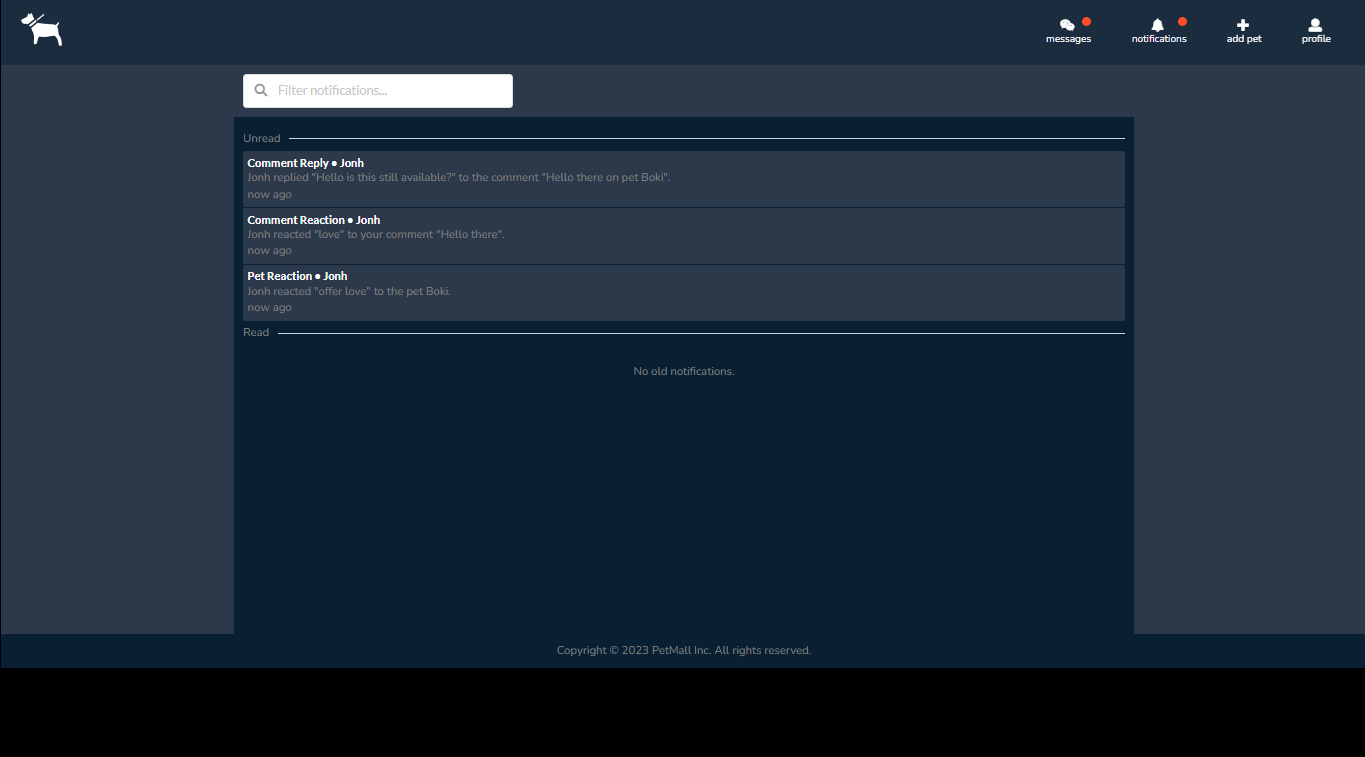 messages
notifications
add pet
profile
Filter notifications...
Unread
Comment Reply ● Jonh
Jonh replied "Hello is this still available?" to the comment "Hello there on pet Boki".
now ago
Comment Reaction ● Jonh
Jonh reacted "love" to your comment "Hello there".
now ago
Pet Reaction ● Jonh
Jonh reacted "offer love" to the pet Boki.
now ago
Read
No old notifications.
Copyright © 2023 PetMall Inc. All rights reserved.